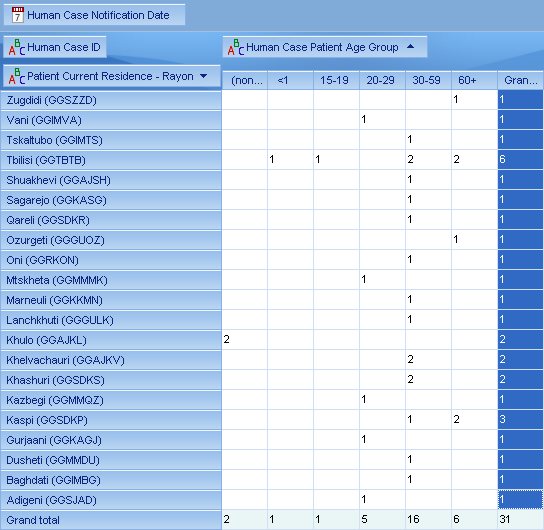 7 Human Case Notification Date
ABC Human Case ID ABC Human Case Patient Age Group
ABC Patient Current Residence - Rayon (non... <1 15-19 20-29 30-59 60+ Gran...
Zugdidi (GGSZZD) 1 1
Vani (GGIMVA) 1 1
Tskaltubo (GGIMTS) 1 1
Tbilisi (GGTBTB) 1 1 2 2 6
Shuakhevi (GGAJSH) 1 1
Sagarejo (GGKASG) 1 1
Qareli (GGSDKR) 1 1
Ozurgeti (GGGUOZ) 1 1
Oni (GGRKON) 1 1
Mtskheta (GGMMMK) 1 1
Marneuli (GGKKMN) 1 1
Lanchkhuti (GGGULK) 1 1
Khulo (GGAJKL) 2 2
Khelvachauri (GGAJKV) 2 2
Khashuri (GGSDKS) 2 2
Kazbegi (GGMMQZ) 1 1
Kaspi (GGSDKP) 1 2 3
Gurjaani (GGKAGJ) 1 1
Dusheti (GGMMDU) 1 1
Baghdati (GGIMBG) 1 1
Adigeni (GGSJAD) 1 1
Grand total 2 1 1 5 16 6 31